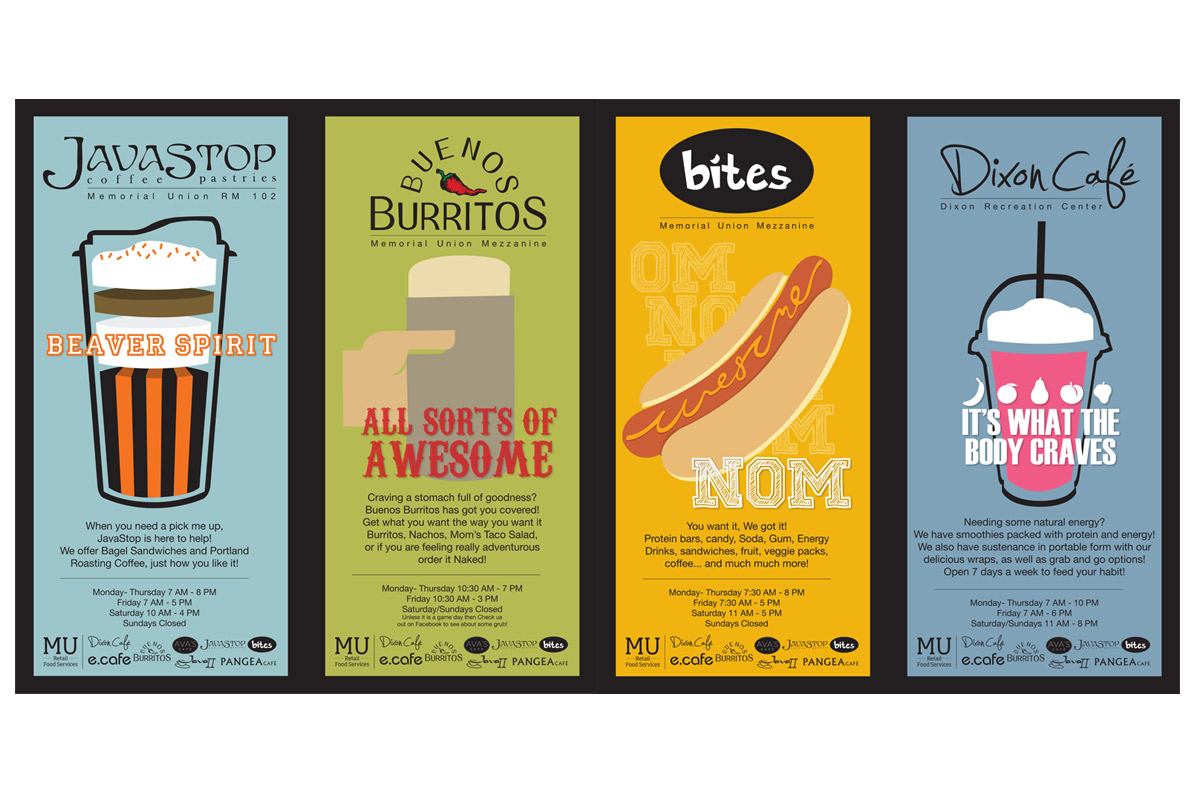 JAVASTOP
coffee pastries
Memorial Union RM 102
BEAVER SPIRIT
When you need a pick me up,
JavaStop is here to help!
We offer Bagel Sandwiches and Portland
Roasting Coffee, just how you like it!
Monday- Thursday 7 AM - 8 PM
Friday 7 AM - 5 PM
Saturday 10 AM - 4 PM
Sundays Closed
MU
Retail
Food Services
Dixon Café
BUENOS
BURRITOS
AVA'S
CAFÉ
JAVASTOP
bites
e.cafe
Java II
PANGEA CAFÉ
BUENOS
BURRITOS
Memorial Union Mezzanine
ALL SORTS OF
AWESOME
Craving a stomach full of goodness?
Buenos Burritos has got you covered!
Get what you want the way you want it
Burritos, Nachos, Mom's Taco Salad,
or if you are feeling really adventurous
order it Naked!
Monday- Thursday 10:30 AM - 7 PM
Friday 10:30 AM - 3 PM
Saturday/Sundays Closed
Unless it is a game day then Check us
out on Facebook to see about some grub!
MU
Retail
Food Services
Dixon Café
BUENOS
BURRITOS
AVA'S
CAFÉ
JAVASTOP
bites
e.cafe
Java II
PANGEA CAFÉ
bites
Memorial Union Mezzanine
OM
NO
awesome
M
NOM
You want it, We got it!
Protein bars, candy, Soda, Gum, Energy
Drinks, sandwiches, fruit, veggie packs,
coffee... and much much more!
Monday- Thursday 7:30 AM - 8 PM
Friday 7:30 AM - 5 PM
Saturday 11 AM - 5 PM
Sundays Closed
MU
Retail
Food Services
Dixon Café
BUENOS
BURRITOS
AVA'S
CAFÉ
JAVASTOP
bites
e.cafe
Java II
PANGEA CAFÉ
Dixon Café
Dixon Recreation Center
IT'S WHAT THE
BODY CRAVES
Needing some natural energy?
We have smoothies packed with protein and energy!
We also have sustenance in portable form with our
delicious wraps, as well as grab and go options!
Open 7 days a week to feed your habit!
Monday- Thursday 7 AM - 10 PM
Friday 7 AM - 6 PM
Saturday/Sundays 11 AM - 8 PM
MU
Retail
Food Services
Dixon Café
BUENOS
BURRITOS
AVA'S
CAFÉ
JAVASTOP
bites
e.cafe
Java II
PANGEA CAFÉ